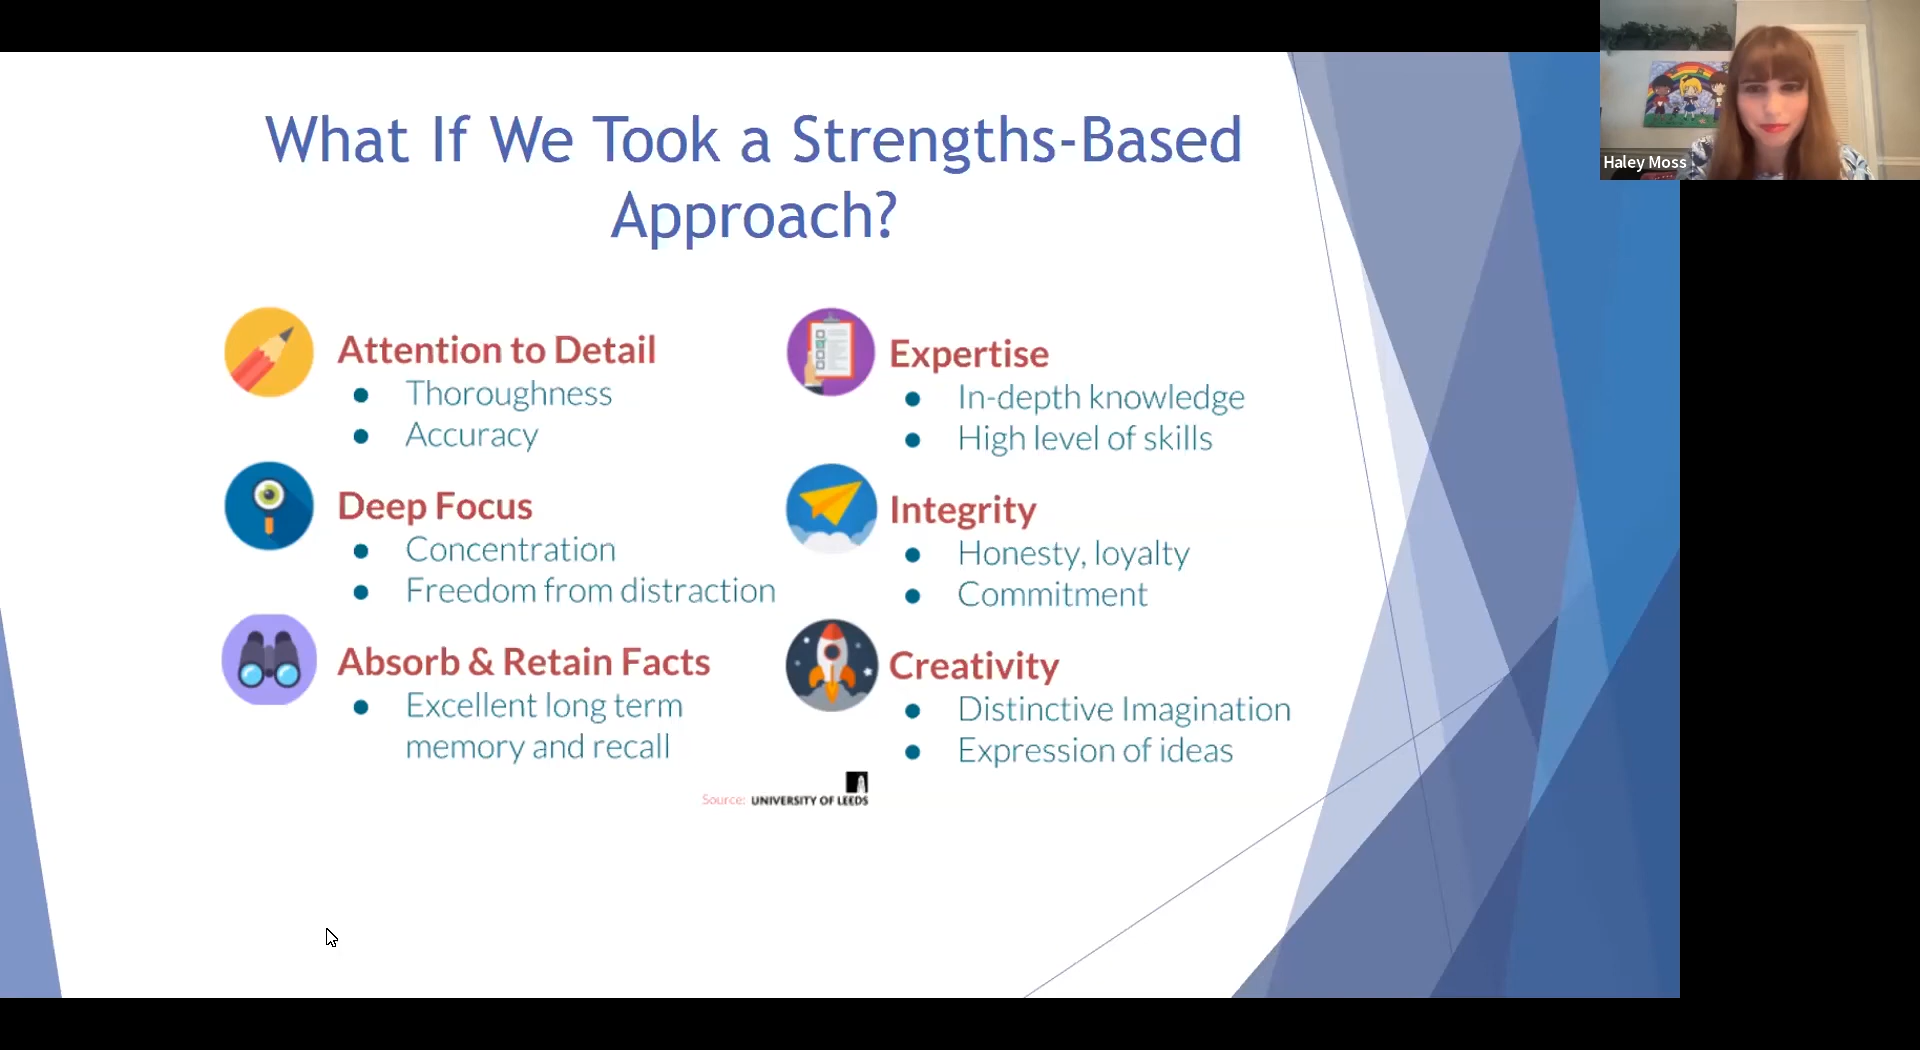 What If We Took a Strengths-Based
Approach?
Attention to Detail
● Thoroughness
● Accuracy
Deep Focus
● Concentration
● Freedom from distraction
Absorb & Retain Facts
● Excellent long term
memory and recall
Expertise
● In-depth knowledge
● High level of skills
Integrity
● Honesty, loyalty
● Commitment
Creativity
● Distinctive Imagination
● Expression of ideas
Source: UNIVERSITY OF LEEDS
Haley Moss